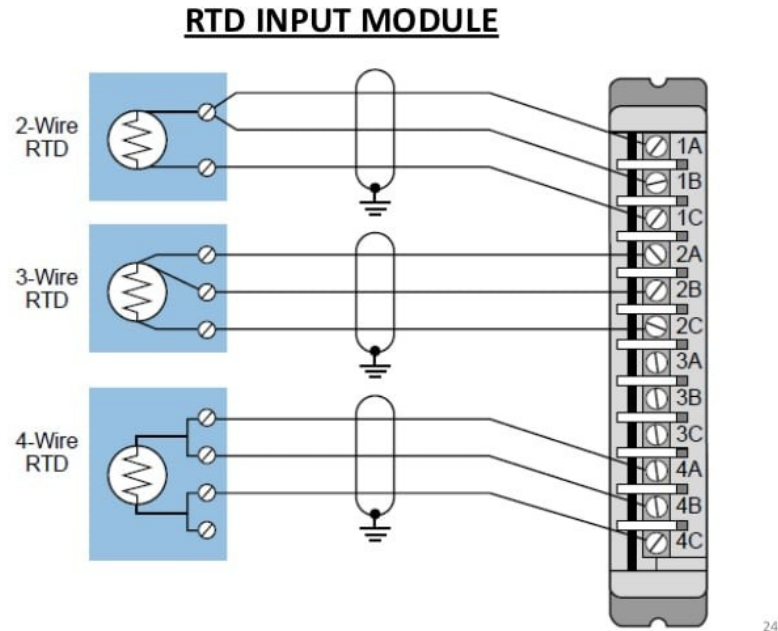 RTD INPUT MODULE
2-Wire
RTD
3-Wire
RTD
4-Wire
RTD
1A
1B
1C
2A
2B
2C
3A
3B
3C
4A
4B
4C
24